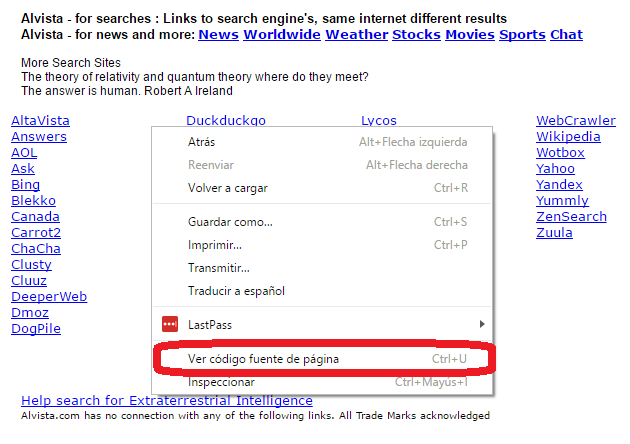 Alvista - for searches : Links to search engine's, same internet different results
Alvista - for news and more: News Worldwide Weather Stocks Movies Sports Chat
More Search Sites
The theory of relativity and quantum theory where do they meet?
The answer is human. Robert A Ireland
AltaVista
Answers
AOL
Ask
Bing
Blekko
Canada
Carrot2
ChaCha
Clusty
Cluuz
DeeperWeb
Dmoz
DogPile
Duckduckgo
Lycos
WebCrawler
Wikipedia
Wotbox
Yahoo
Yandex
Yummly
ZenSearch
Zuula
Atrás Alt+Flecha izquierda
Reenviar Alt+Flecha derecha
Volver a cargar Ctrl+R
Guardar como... Ctrl+S
Imprimir... Ctrl+P
Transmitir...
Traducir a español
LastPass
Ver código fuente de página Ctrl+U
Inspeccionar Ctrl+Mayús+I
Help search for Extraterrestrial Intelligence
Alvista.com has no connection with any of the following links. All Trade Marks acknowledged